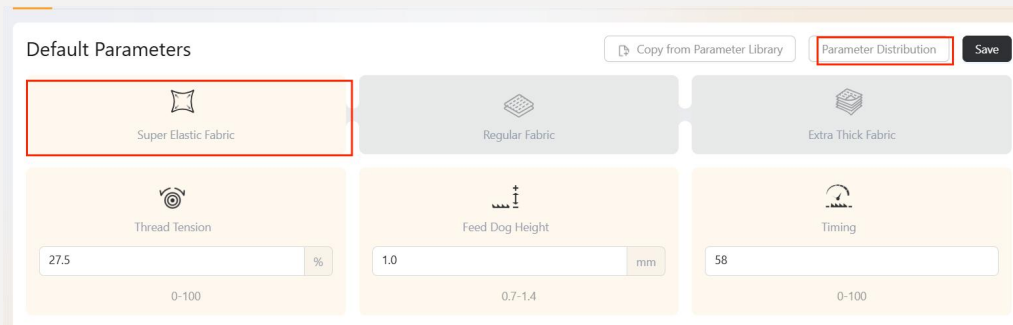 Default Parameters
Copy from Parameter Library
Parameter Distribution
Save
Super Elastic Fabric
Regular Fabric
Extra Thick Fabric
Thread Tension
Feed Dog Height
Timing
27.5 %
1.0 mm
58
0-100
0.7-1.4
0-100